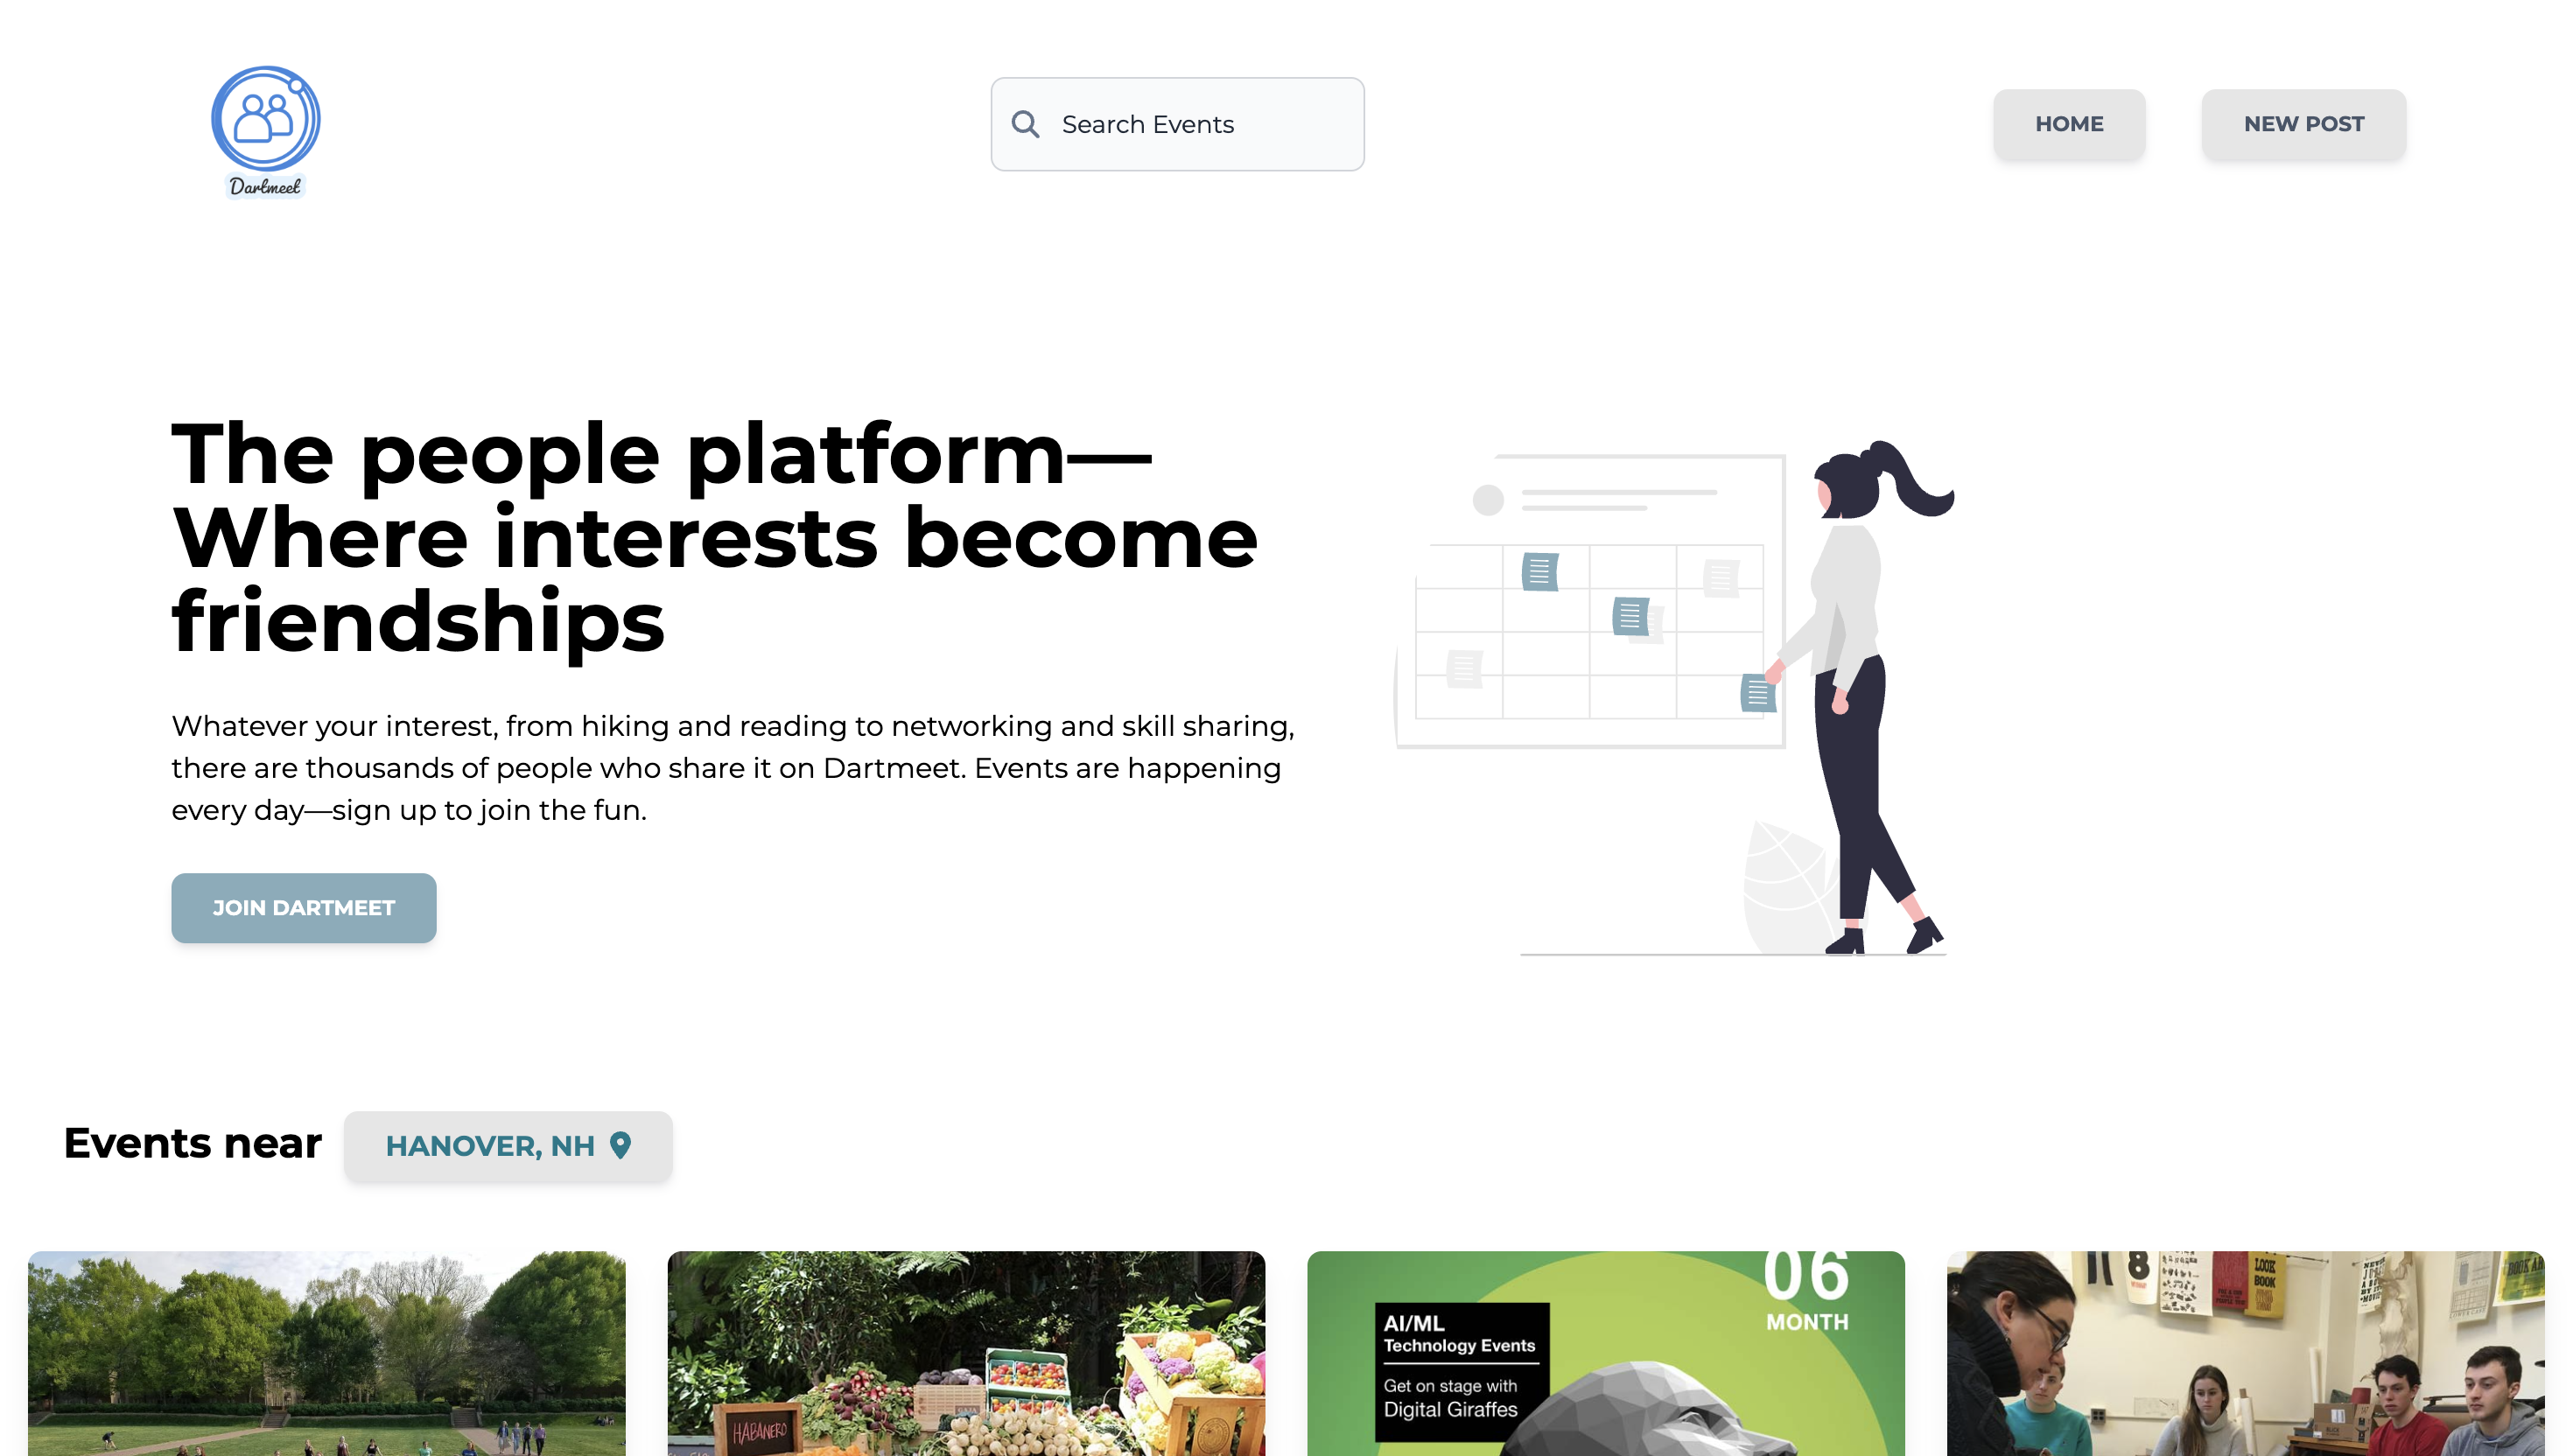 Dartmeet
Search Events
HOME
NEW POST
The people platform—
Where interests become
friendships
Whatever your interest, from hiking and reading to networking and skill sharing,
there are thousands of people who share it on Dartmeet. Events are happening
every day—sign up to join the fun.
JOIN DARTMEET
Events near
HANOVER, NH
HABANERO
06
MONTH
AI/ML
Technology Events
Get on stage with
Digital Giraffes
8
LOOK
BOOK